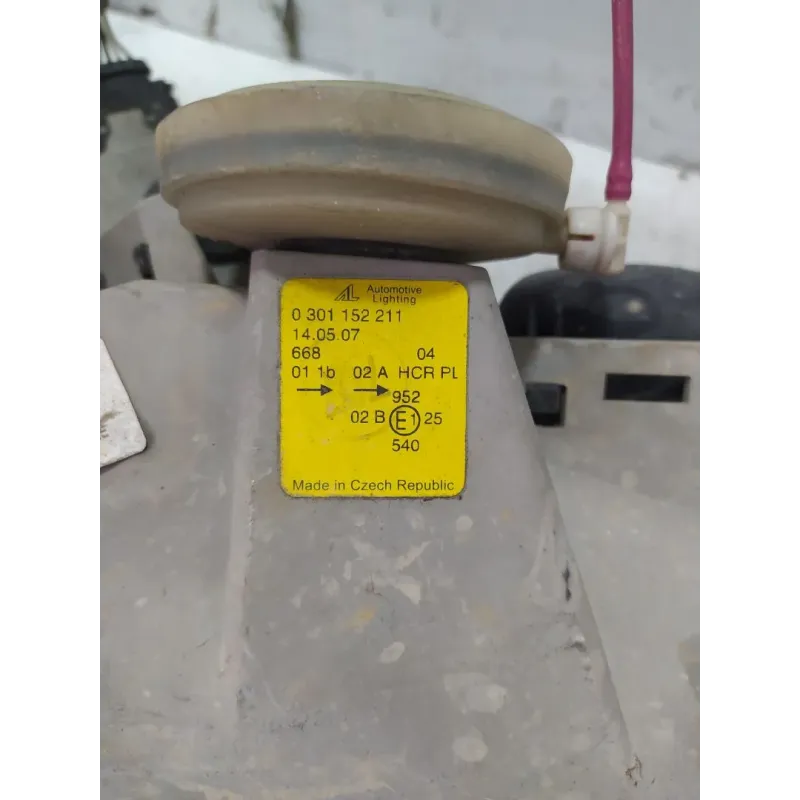 AL Automotive
Lighting
0 301 152 211
14.05.07
668 04
01 1b 02 A HCR PL
952
02 B E1 25
540
Made in Czech Republic